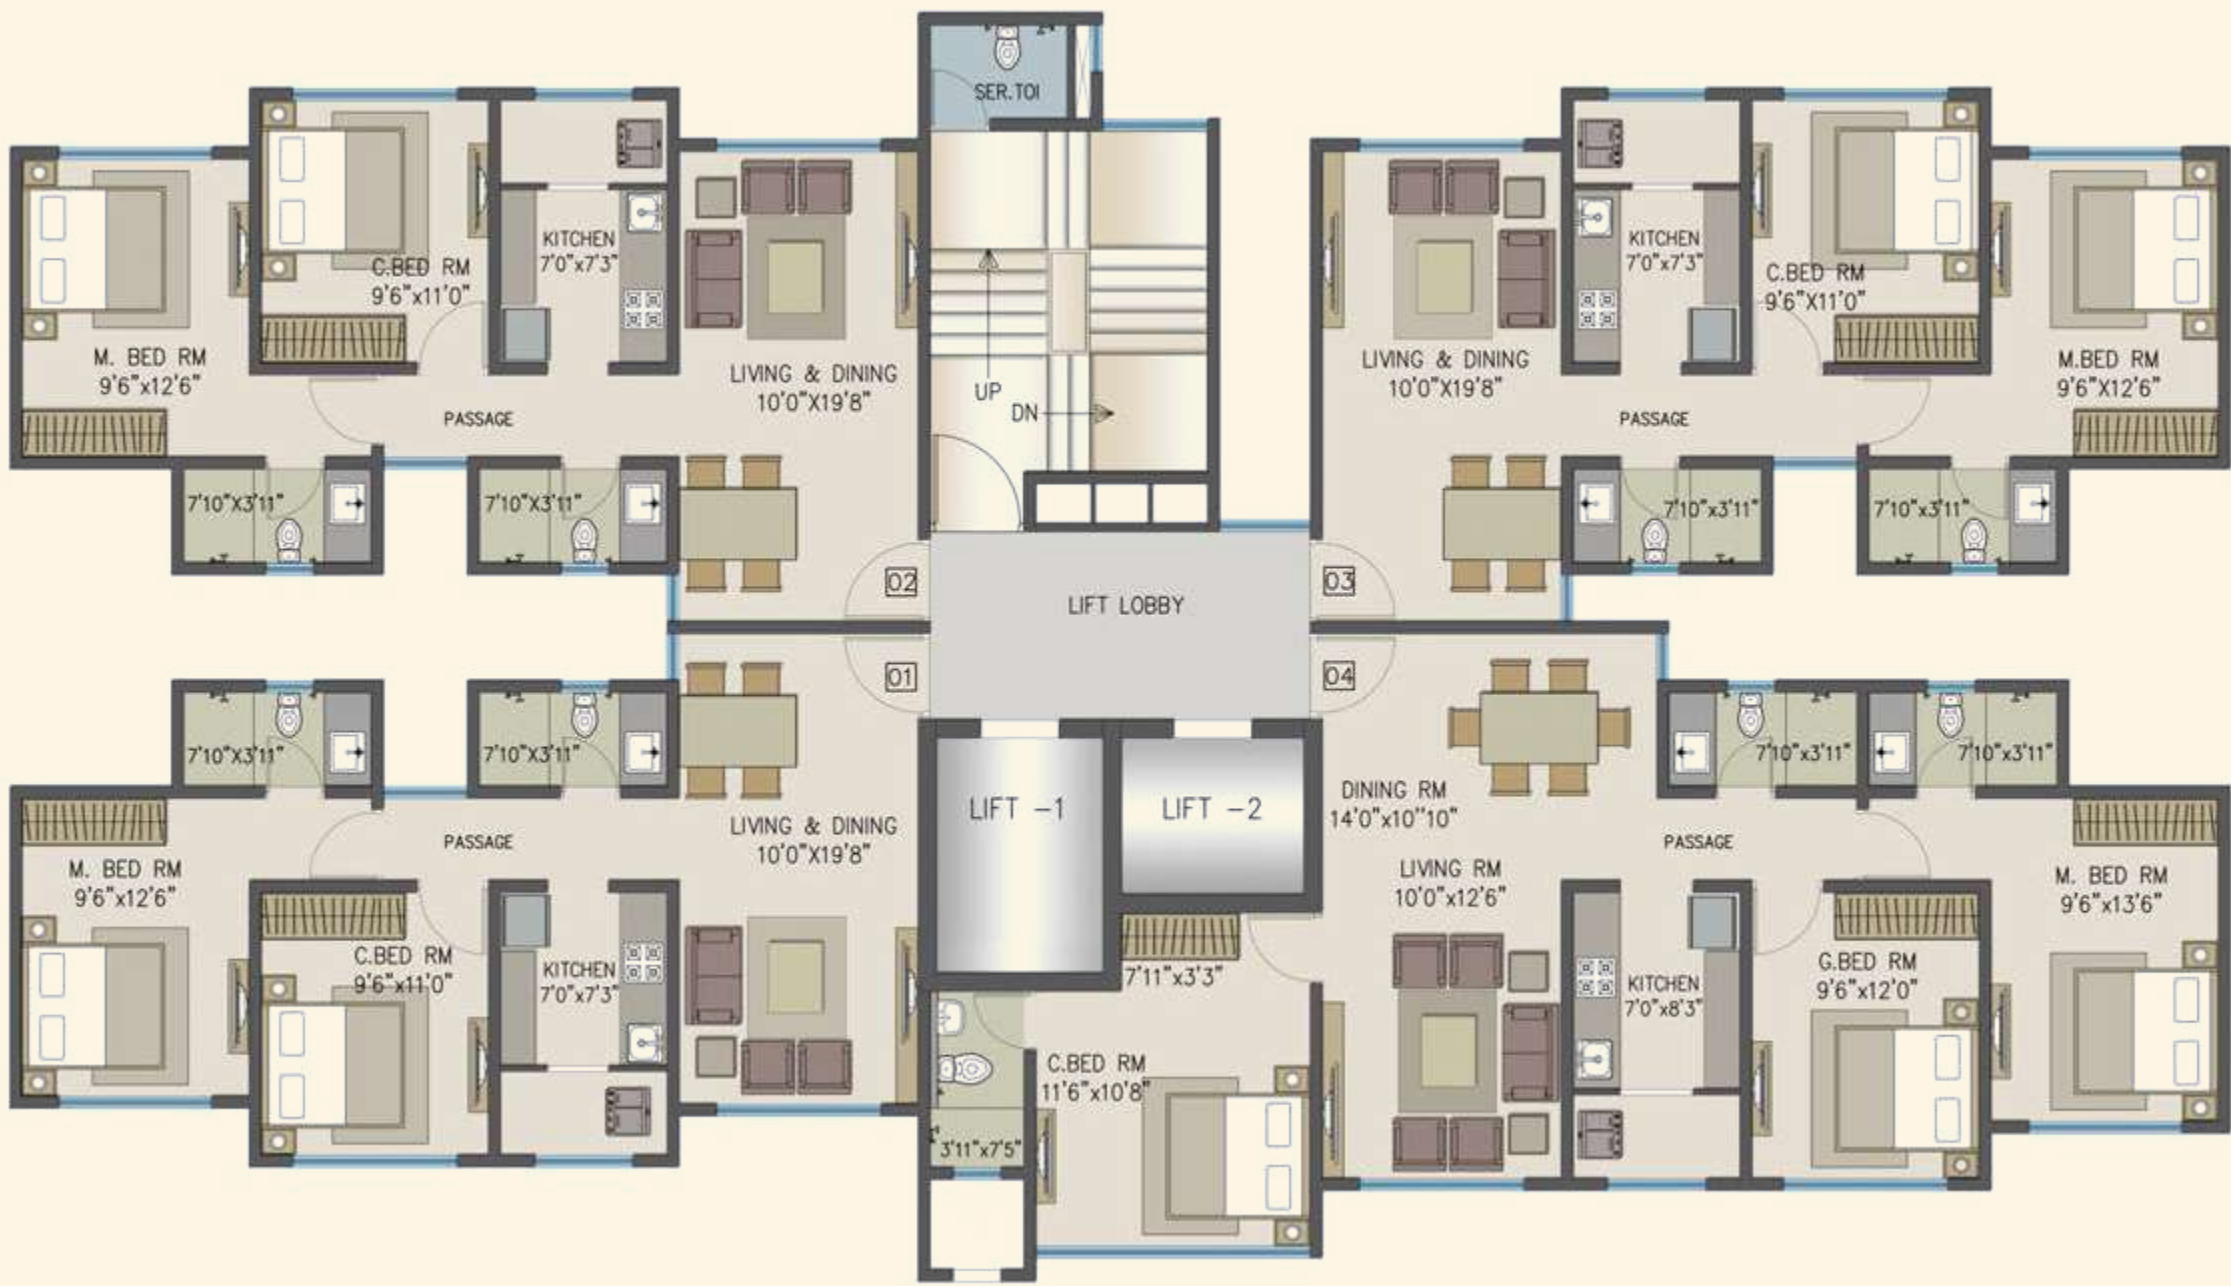 SER.TOI
C.BED RM
9'6"x11'0"
KITCHEN
7'0"x7'3"
M. BED RM
9'6"x12'6"
LIVING & DINING
10'0"X19'8"
PASSAGE
7'10"X3'11"
7'10"X3'11"
02
UP
DN
LIVING & DINING
10'0"X19'8"
KITCHEN
7'0"x7'3"
C.BED RM
9'6"X11'0"
M.BED RM
9'6"X12'6"
PASSAGE
7'10"x3'11"
7'10"x3'11"
03
LIFT LOBBY
01
04
7'10"X3'11"
7'10"X3'11"
M. BED RM
9'6"x12'6"
PASSAGE
LIVING & DINING
10'0"X19'8"
C.BED RM
9'6"x11'0"
KITCHEN
7'0"x7'3"
LIFT -1
LIFT -2
DINING RM
14'0"x10"10"
7'10"x3'11"
7'10"x3'11"
PASSAGE
LIVING RM
10'0"x12'6"
M. BED RM
9'6"x13'6"
7'11"x3'3"
KITCHEN
7'0"x8'3"
G.BED RM
9'6"x12'0"
C.BED RM
11'6"x10'8"
3'11"x7'5"